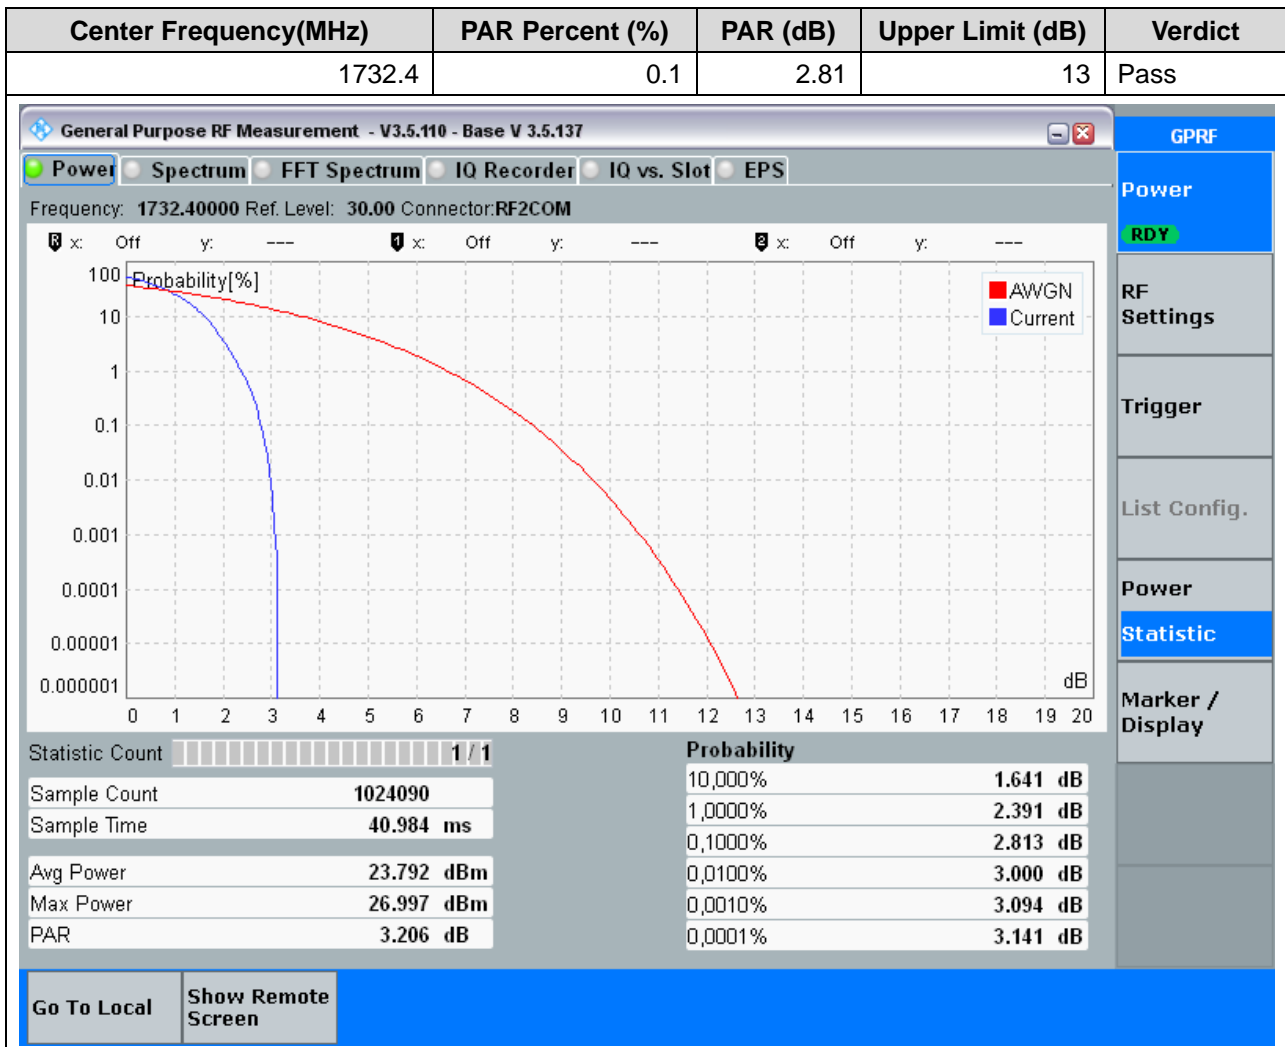 Center Frequency(MHz) PAR Percent (%) PAR (dB) Upper Limit (dB) Verdict
1732.4 0.1 2.81 13 Pass
General Purpose RF Measurement - V3.5.110 - Base V 3.5.137
GPRF
Power Spectrum FFT Spectrum IQ Recorder IQ vs. Slot EPS
Power
RDY
Frequency: 1732.40000 Ref. Level: 30.00 Connector:RF2COM
R x: Off y: --- 1 x: Off y: --- 2 x: Off y: ---
Probability[%]
AWGN
Current
100
10
1
0.1
0.01
0.001
0.0001
0.00001
0.000001
dB
0 1 2 3 4 5 6 7 8 9 10 11 12 13 14 15 16 17 18 19 20
RF
Settings
Trigger
List Config.
Power
Statistic
Marker /
Display
Statistic Count 1 / 1
Sample Count 1024090
Sample Time 40.984 ms
Avg Power 23.792 dBm
Max Power 26.997 dBm
PAR 3.206 dB
Probability
10,000% 1.641 dB
1,0000% 2.391 dB
0,1000% 2.813 dB
0,0100% 3.000 dB
0,0010% 3.094 dB
0,0001% 3.141 dB
Go To Local
Show Remote
Screen